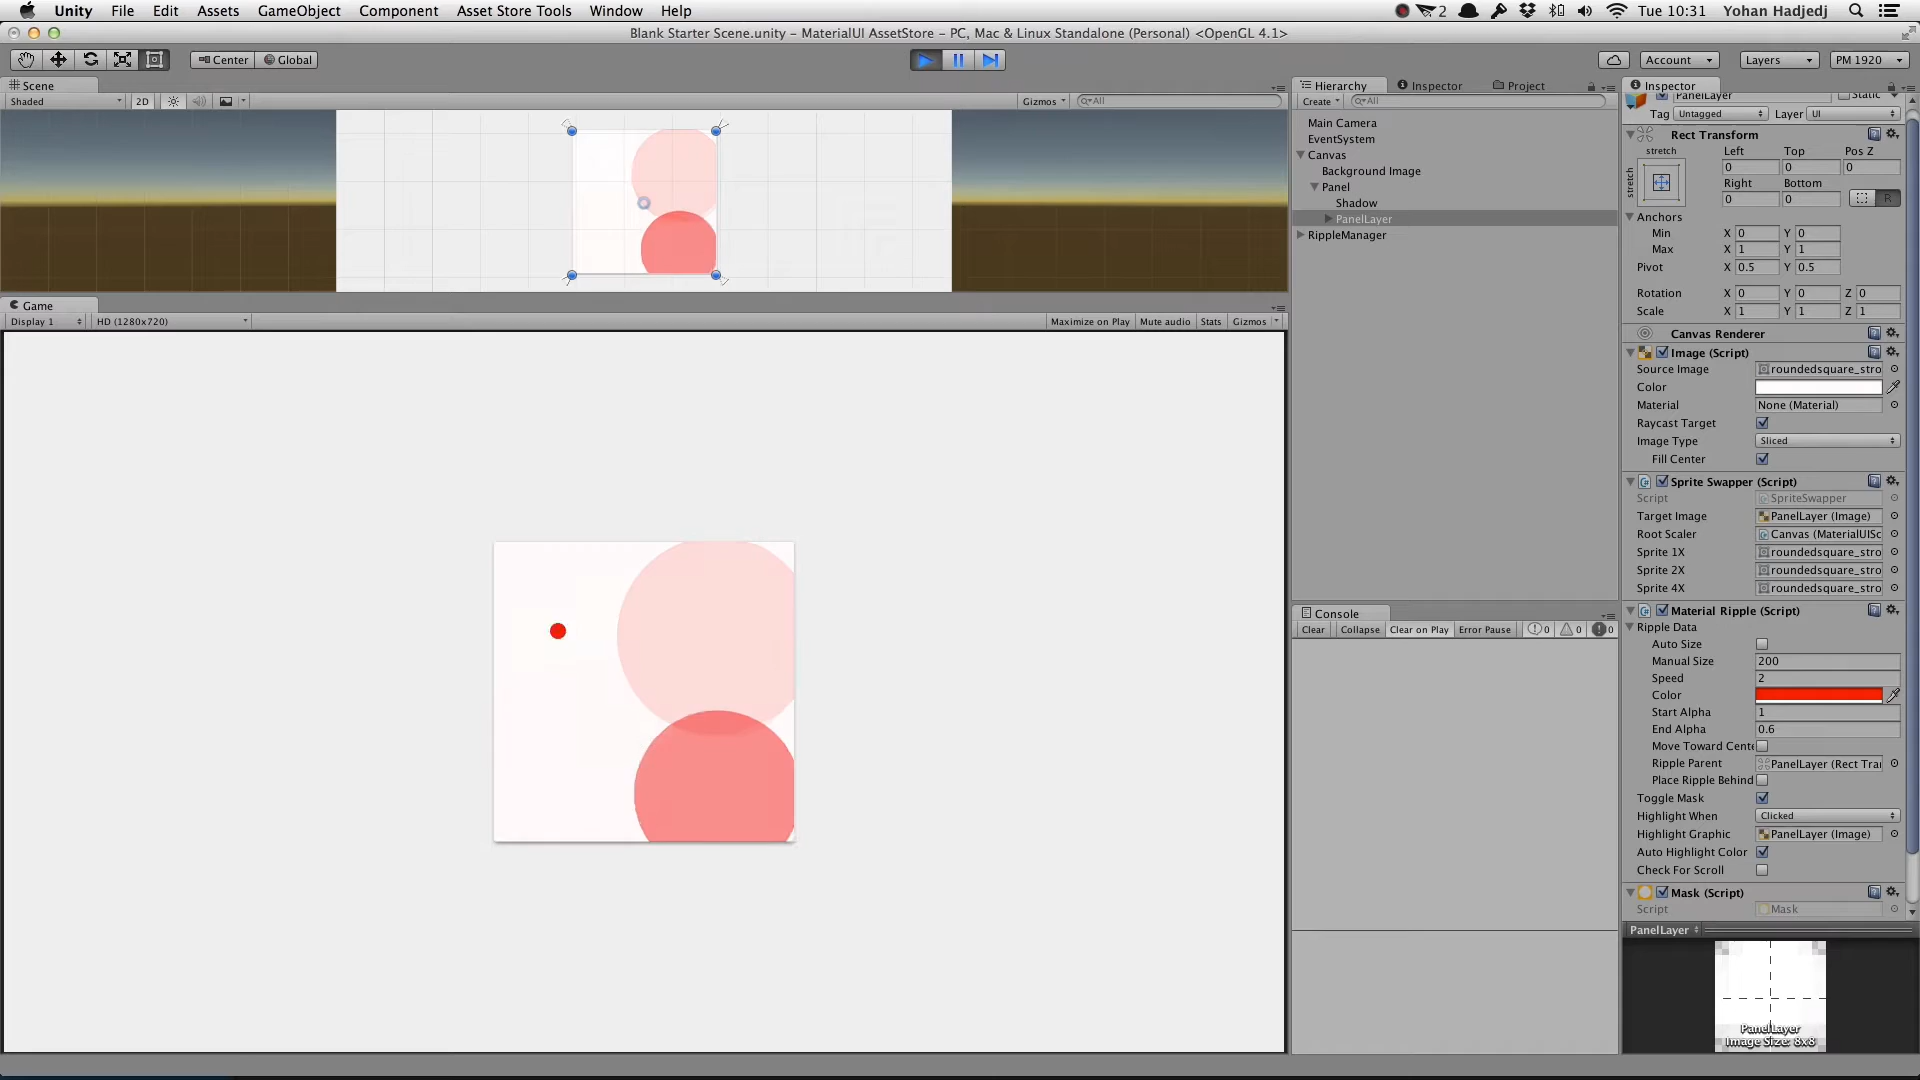 Unity File Edit Assets GameObject Component Asset Store Tools Window Help 2 Tue 10:31 Yohan Hadjedj
Blank Starter Scene.unity - MaterialUI AssetStore - PC, Mac & Linux Standalone (Personal) <OpenGL 4.1>
Center Global Account Layers PM 1920
Scene
Shaded 2D Gizmos All
Game
Display 1 HD (1280x720) Maximize on Play Mute audio Stats Gizmos
Hierarchy Inspector Project
Create All
Main Camera
EventSystem
Canvas
Background Image
Panel
Shadow
PanelLayer
RippleManager
Console
Clear Collapse Clear on Play Error Pause 0 0 0
Inspector
PanelLayer Static
Tag Untagged Layer UI
Rect Transform
stretch Left Top Pos Z
stretch 0 0 0
Right Bottom
0 0 R
Anchors
Min X 0 Y 0
Max X 1 Y 1
Pivot X 0.5 Y 0.5
Rotation X 0 Y 0 Z 0
Scale X 1 Y 1 Z 1
Canvas Renderer
Image (Script)
Source Image roundedsquare_stro
Color
Material None (Material)
Raycast Target
Image Type Sliced
Fill Center
Sprite Swapper (Script)
Script SpriteSwapper
Target Image PanelLayer (Image)
Root Scaler Canvas (MaterialUISc
Sprite 1X roundedsquare_stro
Sprite 2X roundedsquare_stro
Sprite 4X roundedsquare_stro
Material Ripple (Script)
Ripple Data
Auto Size
Manual Size 200
Speed 2
Color
Start Alpha 1
End Alpha 0.6
Move Toward Cente
Ripple Parent PanelLayer (Rect Tran
Place Ripple Behind
Toggle Mask
Highlight When Clicked
Highlight Graphic PanelLayer (Image)
Auto Highlight Color
Check For Scroll
Mask (Script)
Script Mask
PanelLayer
PanelLayer
Image Size: 8x8